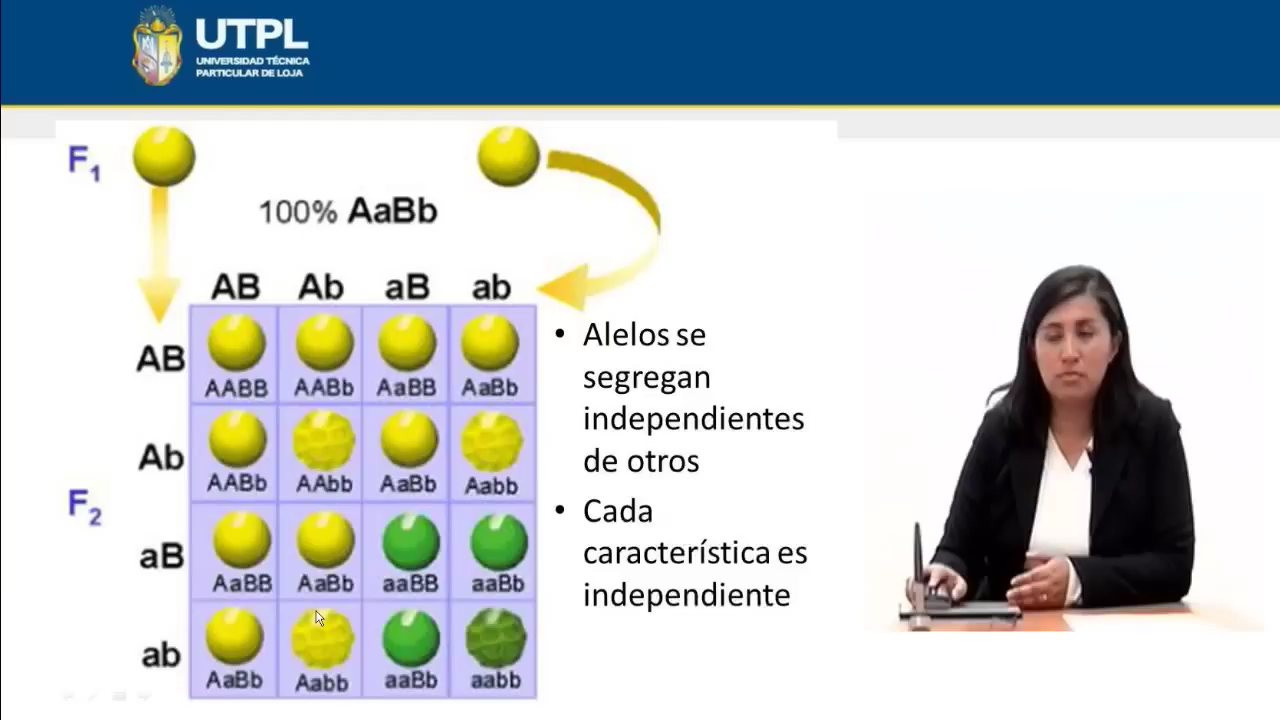 UTPL
UNIVERSIDAD TÉCNICA
PARTICULAR DE LOJA
F1
100% AaBb
AB Ab aB ab
AB
AABB AABb AaBB AaBb
Ab
AABb AAbb AaBb Aabb
F2
aB
AaBB AaBb aaBB aaBb
ab
AaBb Aabb aaBb aabb
• Alelos se
segregan
independientes
de otros
• Cada
característica es
independiente